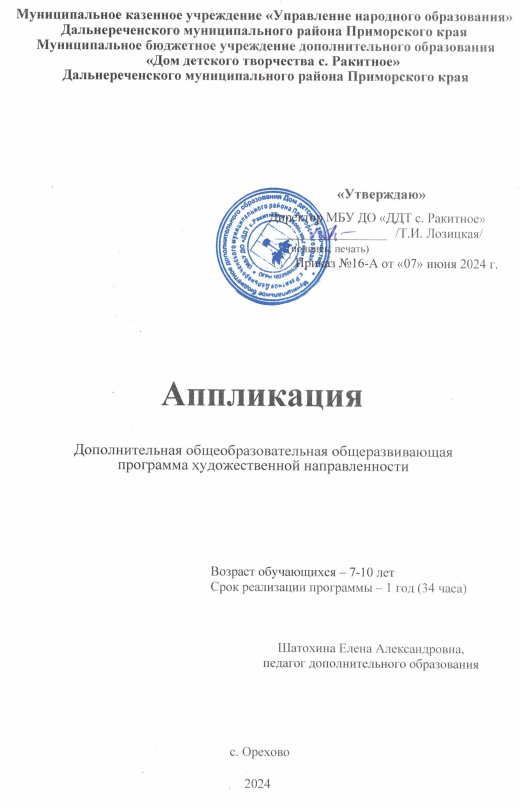 Муниципальное казенное учреждение «Управление народного образования»
Дальнереченского муниципального района Приморского края
Муниципальное бюджетное учреждение дополнительного образования
«Дом детского творчества с. Ракитное»
Дальнереченского муниципального района Приморского края
«Утверждаю»
Директор МБУ ДО «ДДТ с. Ракитное»
/Т.И. Лозицкая/
(подпись, печать)
Приказ №16-А от «07» июня 2024 г.
Аппликация
Дополнительная общеобразовательная общеразвивающая
программа художественной направленности
Возраст обучающихся – 7-10 лет
Срок реализации программы – 1 год (34 часа)
Шатохина Елена Александровна,
педагог дополнительного образования
с. Орехово
2024